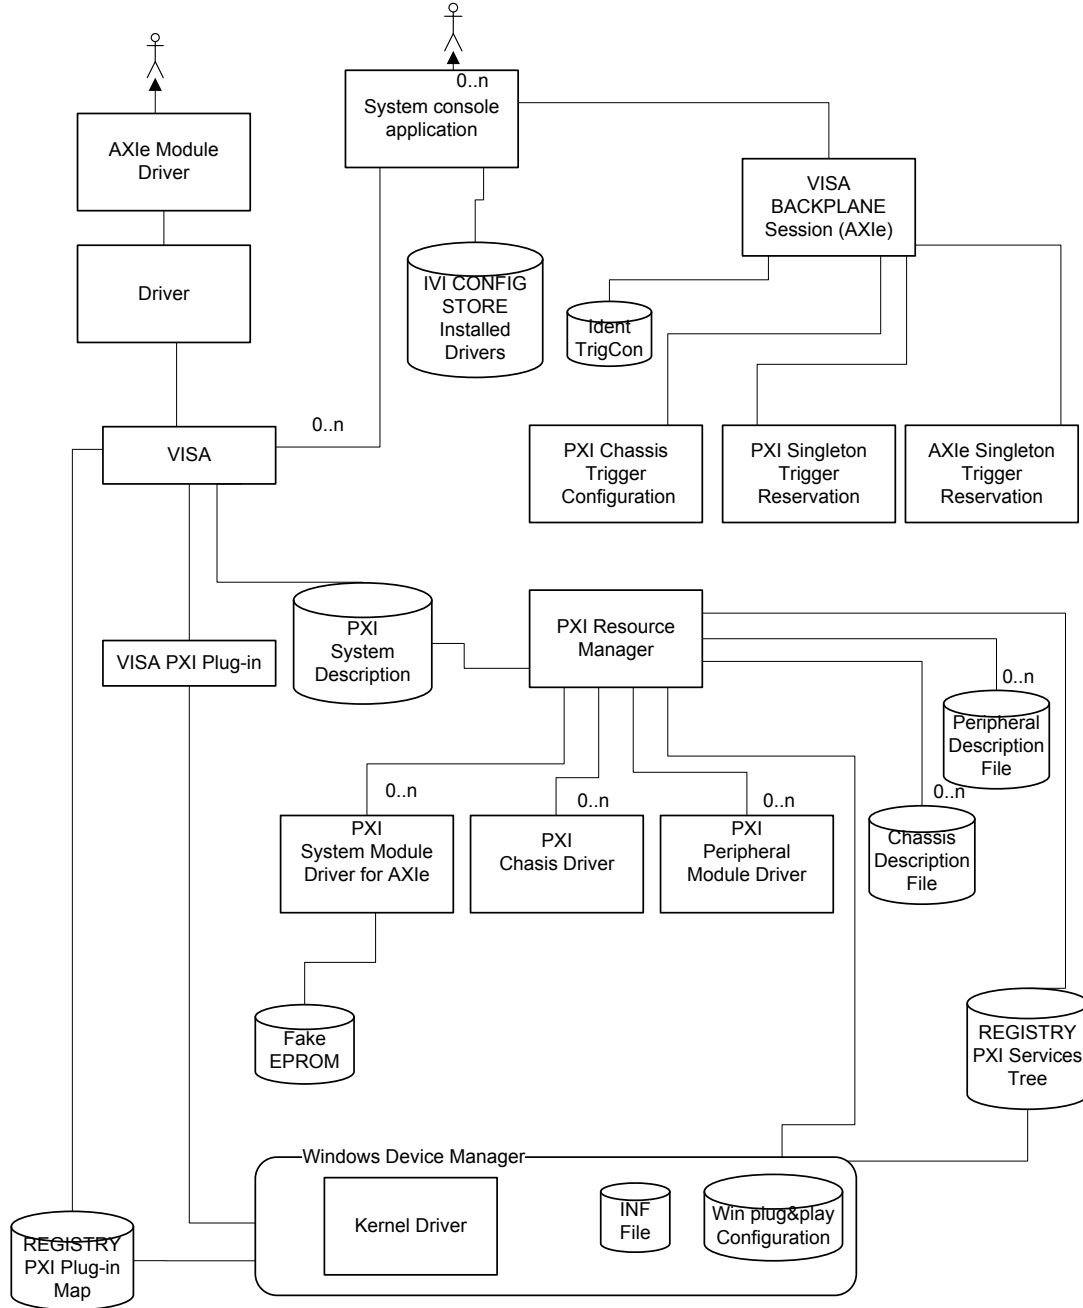 0..n
System console
application
AXIe Module
Driver
VISA
BACKPLANE
Session (AXIe)
Driver
IVI CONFIG
STORE
Installed
Drivers
Ident
TrigCon
0..n
VISA
PXI Chassis
Trigger
Configuration
PXI Singleton
Trigger
Reservation
AXIe Singleton
Trigger
Reservation
PXI
System
Description
PXI Resource
Manager
VISA PXI Plug-in
0..n
Peripheral
Description
File
0..n
0..n
0..n
0..n
PXI
System Module
Driver for AXIe
PXI
Chasis Driver
PXI
Peripheral
Module Driver
Chassis
Description
File
Fake
EPROM
REGISTRY
PXI Services
Tree
Windows Device Manager
Kernel Driver
INF
File
Win plug&play
Configuration
REGISTRY
PXI Plug-in
Map